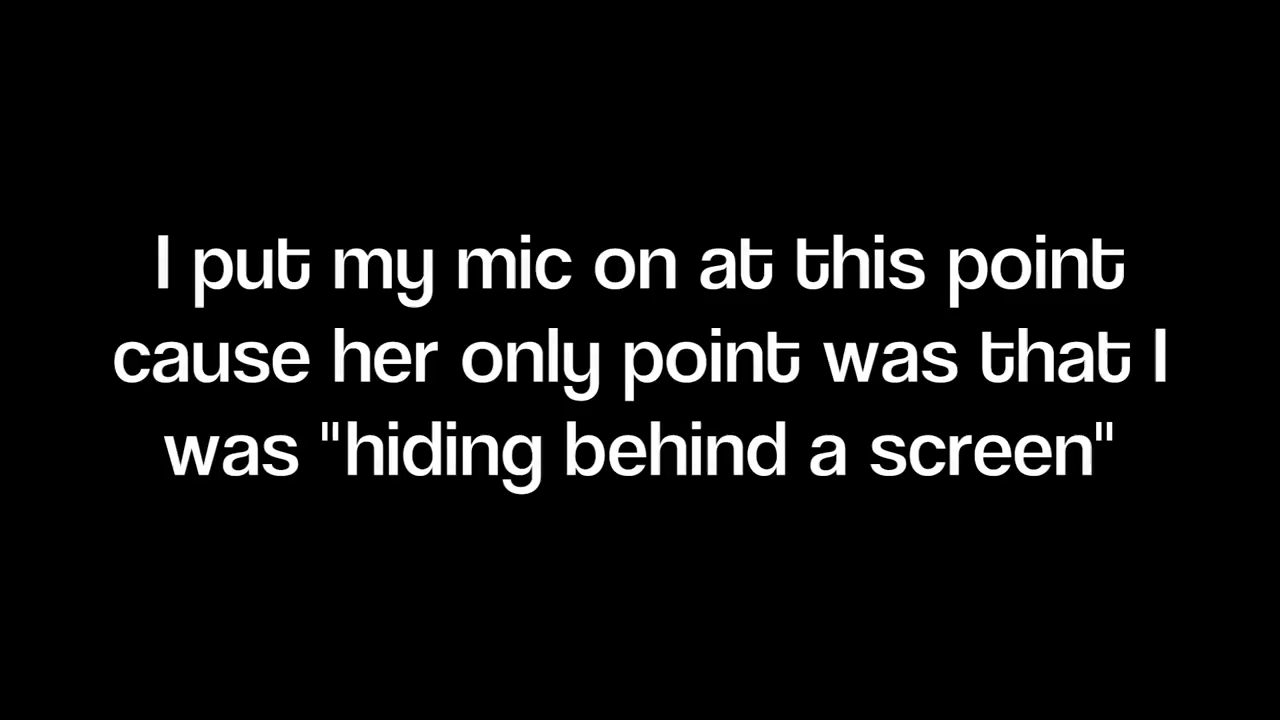 I put my mic on at this point
cause her only point was that I
was "hiding behind a screen"